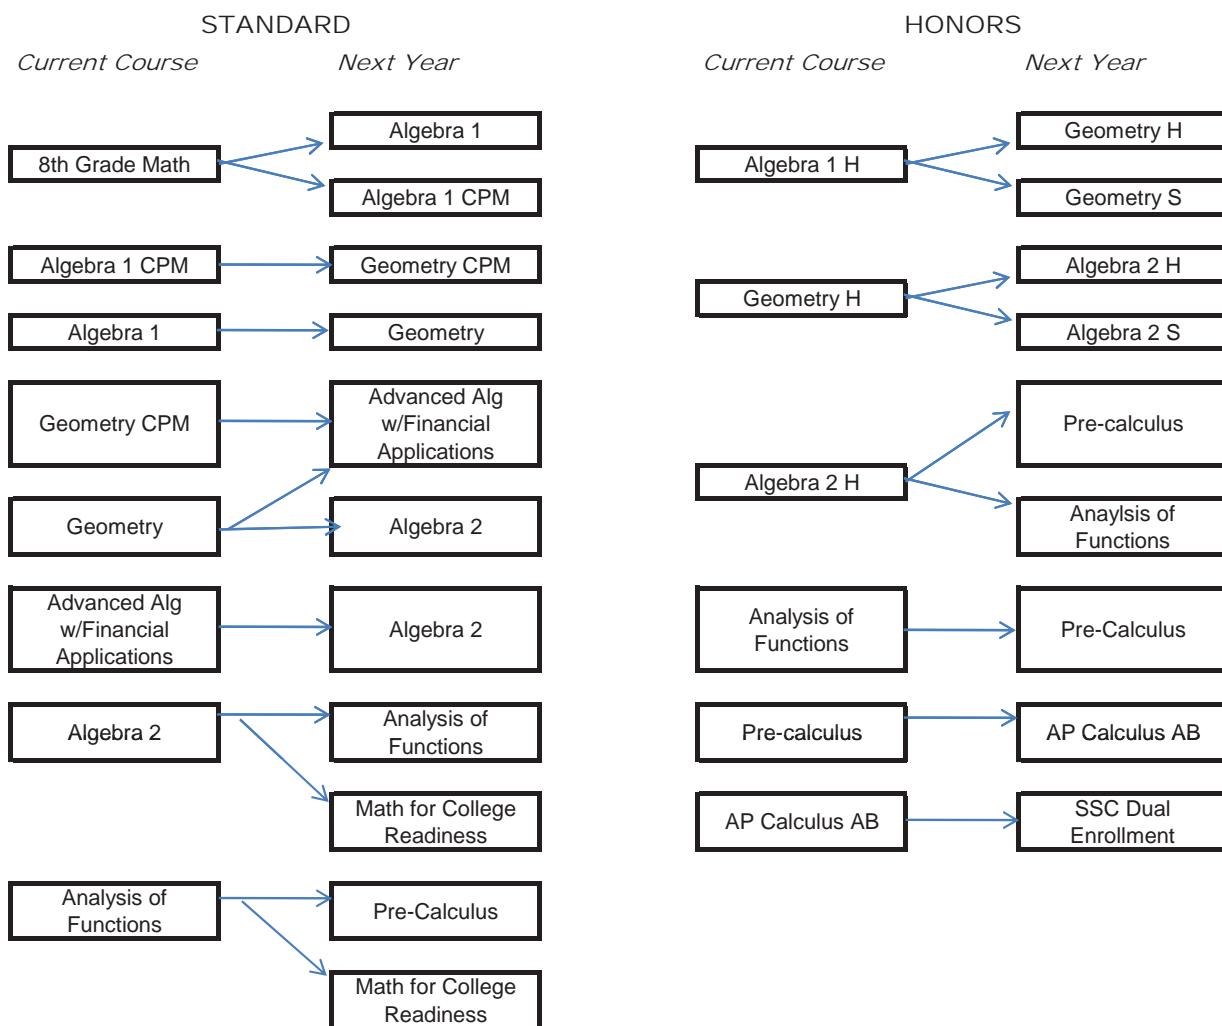 STANDARD
Current Course
Next Year
8th Grade Math
Algebra 1
Algebra 1 CPM
Algebra 1 CPM
Geometry CPM
Algebra 1
Geometry
Geometry CPM
Advanced Alg
w/Financial
Applications
Geometry
Algebra 2
Advanced Alg
w/Financial
Applications
Algebra 2
Algebra 2
Analysis of
Functions
Math for College
Readiness
Analysis of
Functions
Pre-Calculus
Math for College
Readiness
HONORS
Current Course
Next Year
Algebra 1 H
Geometry H
Geometry S
Geometry H
Algebra 2 H
Algebra 2 S
Algebra 2 H
Pre-calculus
Anaylsis of
Functions
Analysis of
Functions
Pre-Calculus
Pre-calculus
AP Calculus AB
AP Calculus AB
SSC Dual
Enrollment